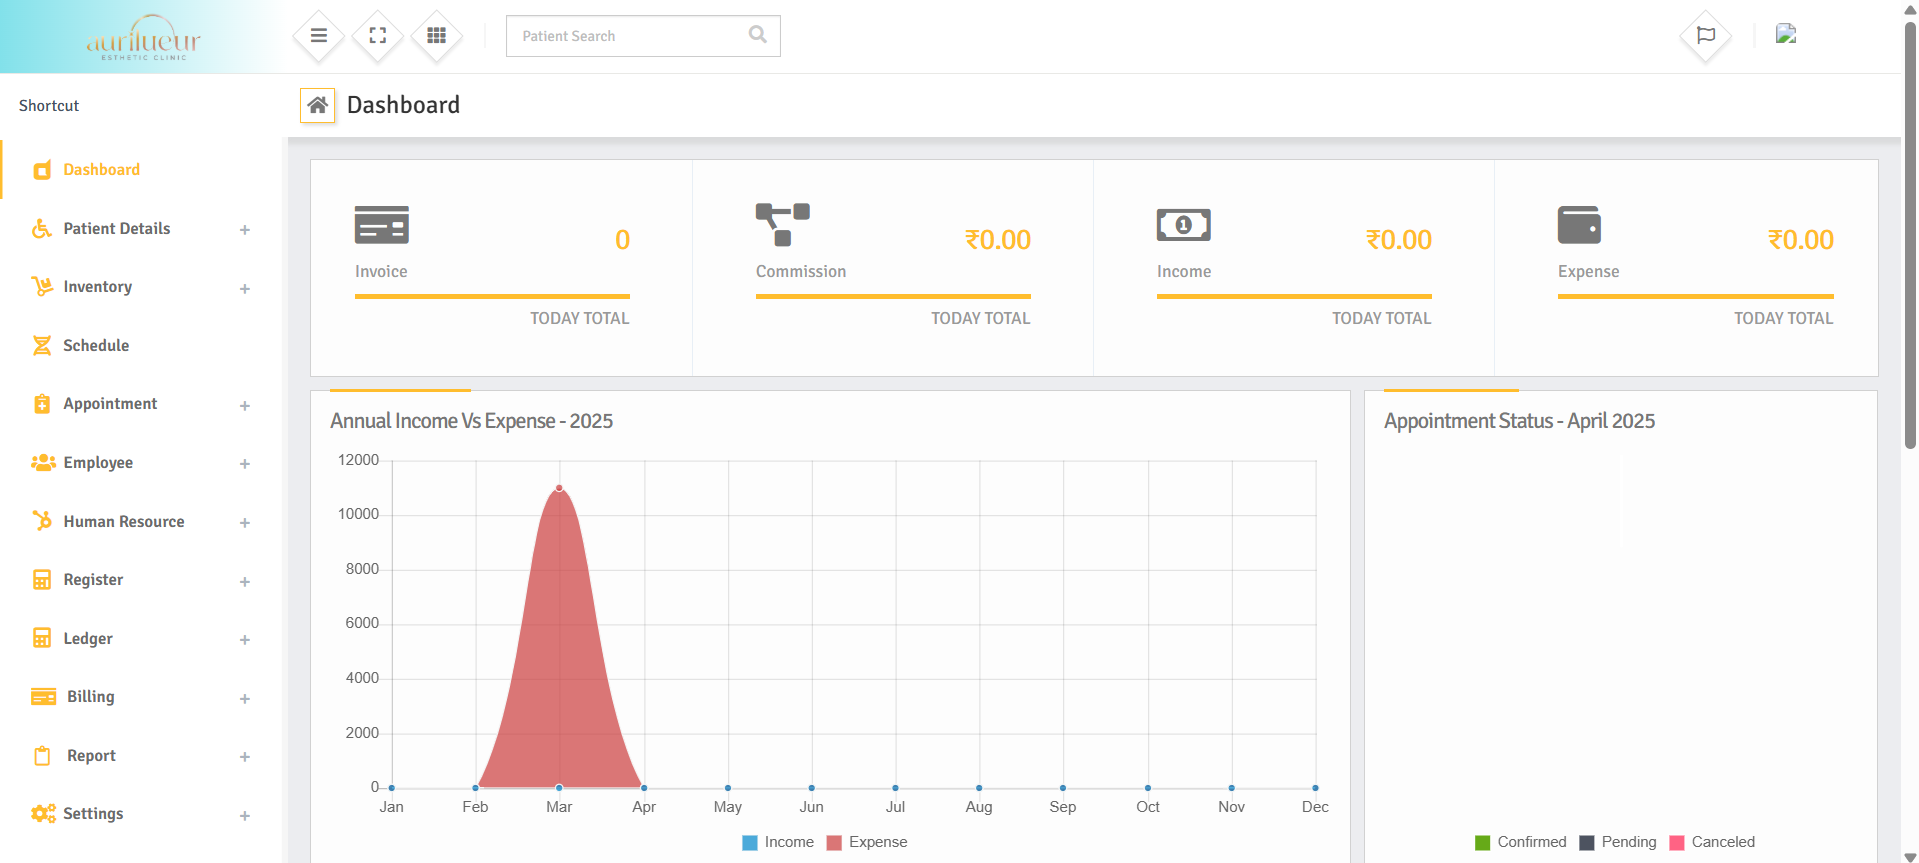 aurilueur
ESTHETIC CLINIC
Patient Search
Shortcut
Dashboard
Dashboard
Patient Details +
Inventory +
Schedule
Appointment +
Employee +
Human Resource +
Register +
Ledger +
Billing +
Report +
Settings +
Invoice
0
TODAY TOTAL
Commission
₹0.00
TODAY TOTAL
1
Income
₹0.00
TODAY TOTAL
Expense
₹0.00
TODAY TOTAL
Annual Income Vs Expense - 2025
12000
10000
8000
6000
4000
2000
0
Jan Feb Mar Apr May Jun Jul Aug Sep Oct Nov Dec
Income Expense
Appointment Status - April 2025
Confirmed Pending Canceled